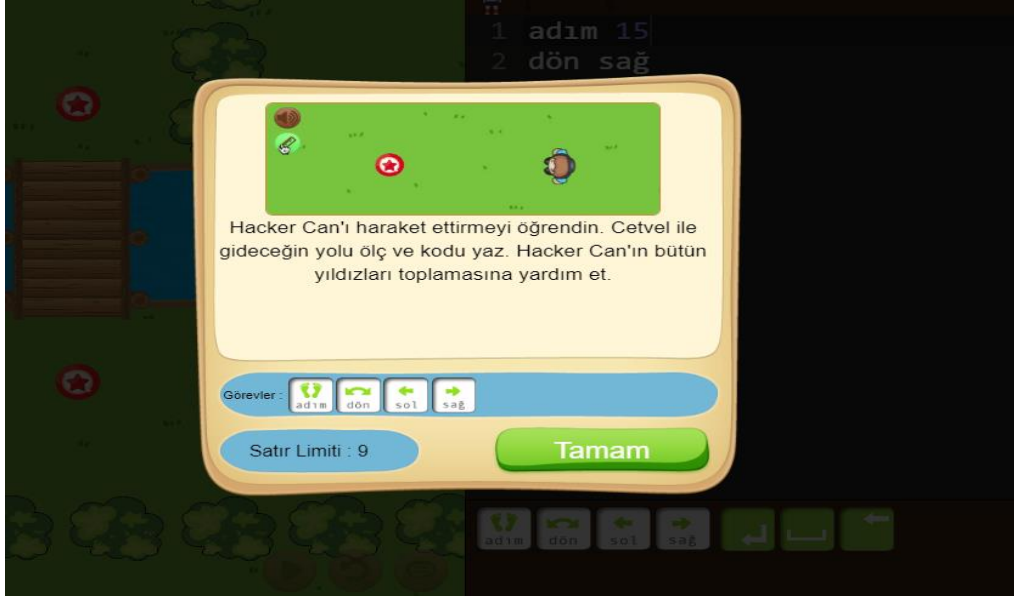 1 adım 15
2 dön sağ
Hacker Can'ı haraket ettirmeyi öğrendin. Cetvel ile
gideceğin yolu ölç ve kodu yaz. Hacker Can'ın bütün
yıldızları toplamasına yardım et.
Görevler : adım dön sol sağ
Satır Limiti : 9
Tamam
adım dön sol sağ